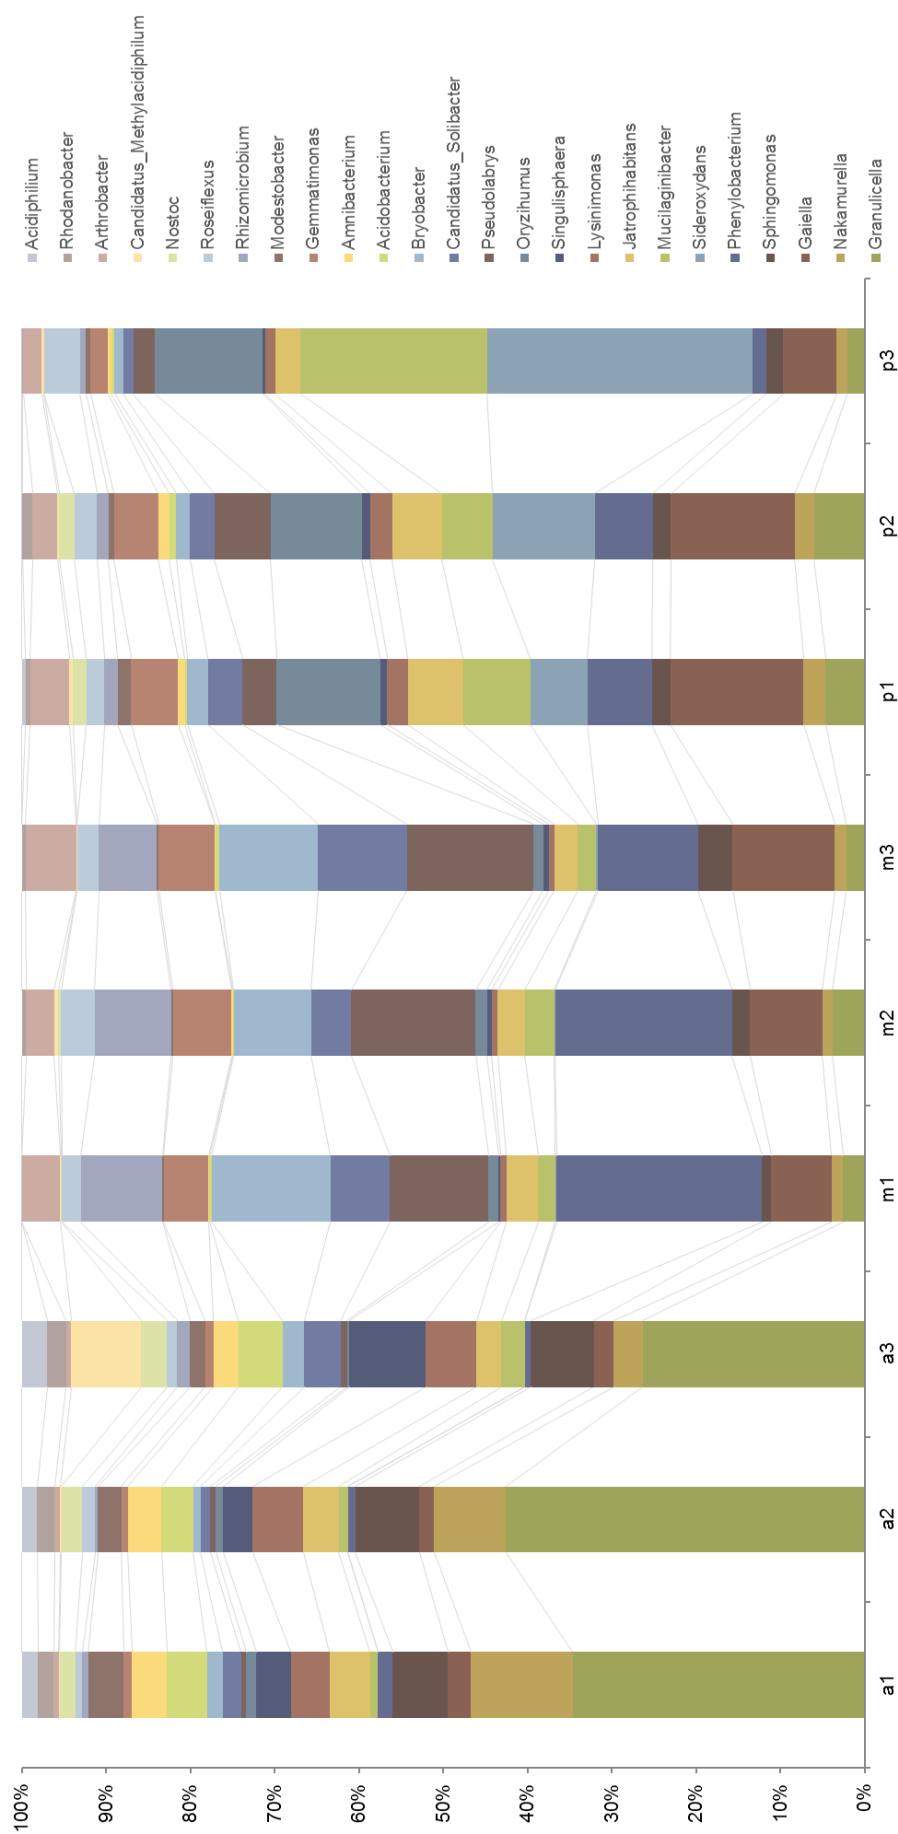 100%
90%
80%
70%
60%
50%
40%
30%
20%
10%
0%
a1
a2
a3
m1
m2
m3
p1
p2
p3
Acidiphilium
Rhodanobacter
Arthrobacter
Candidatus_Methylacidiphilum
Nostoc
Roseiflexus
Rhizomicrobium
Modestobacter
Gemmatimonas
Amnibacterium
Acidobacterium
Bryobacter
Candidatus_Solibacter
Pseudolabrys
Oryzihumus
Singulisphaera
Lysinimonas
Jatrophihabitans
Mucilaginibacter
Sideroxydans
Phenylobacterium
Sphingomonas
Gaiella
Nakamurella
Granulicella